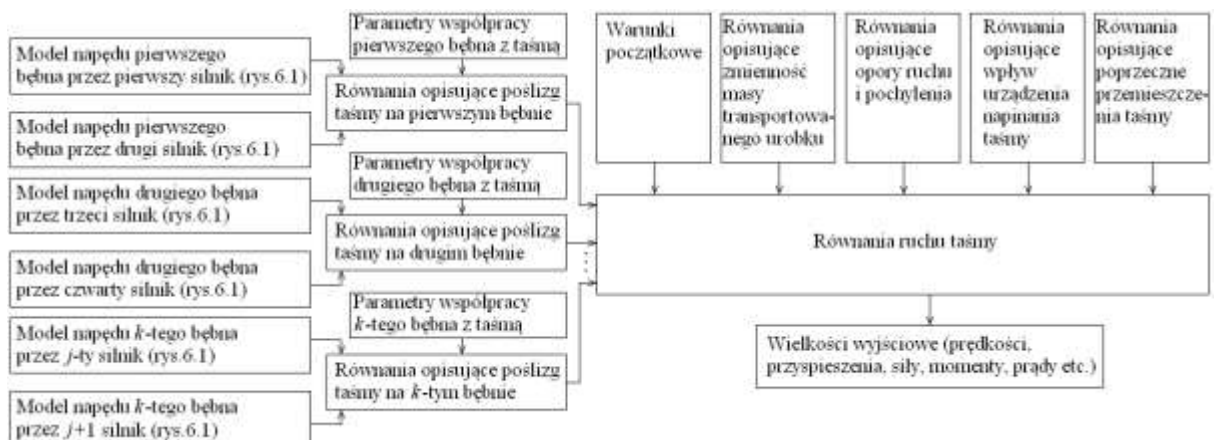 Model napędu pierwszego
bębna przez pierwszy silnik (rys.6.1)
Model napędu pierwszego
bębna przez drugi silnik (rys.6.1)
Model napędu drugiego bębna
przez trzeci silnik (rys.6.1)
Model napędu drugiego bębna
przez czwarty silnik (rys.6.1)
Model napędu k-tego bębna
przez j-ty silnik (rys.6.1)
Model napędu k-tego bębna
przez j+1 silnik (rys.6.1)
Parametry współpracy
pierwszego bębna z taśmą
Równania opisujące poślizg
taśmy na pierwszym bębnie
Parametry współpracy
drugiego bębna z taśmą
Równania opisujące poślizg
taśmy na drugim bębnie
Parametry współpracy
k-tego bębna z taśmą
Równania opisujące poślizg
taśmy na k-tym bębnie
Warunki
początkowe
Równania
opisujące
zmienność
masy
transportowa-
nego urobku
Równania
opisujące
opory ruchu
i pochylenia
Równania
opisujące
wpływ
urządzenia
napinania
taśmy
Równania
opisujące
poprzeczne
przemieszcze-
nia taśmy
Równania ruchu taśmy
Wielkości wyjściowe (prędkości,
przyspieszenia, siły, momenty, prądy etc.)